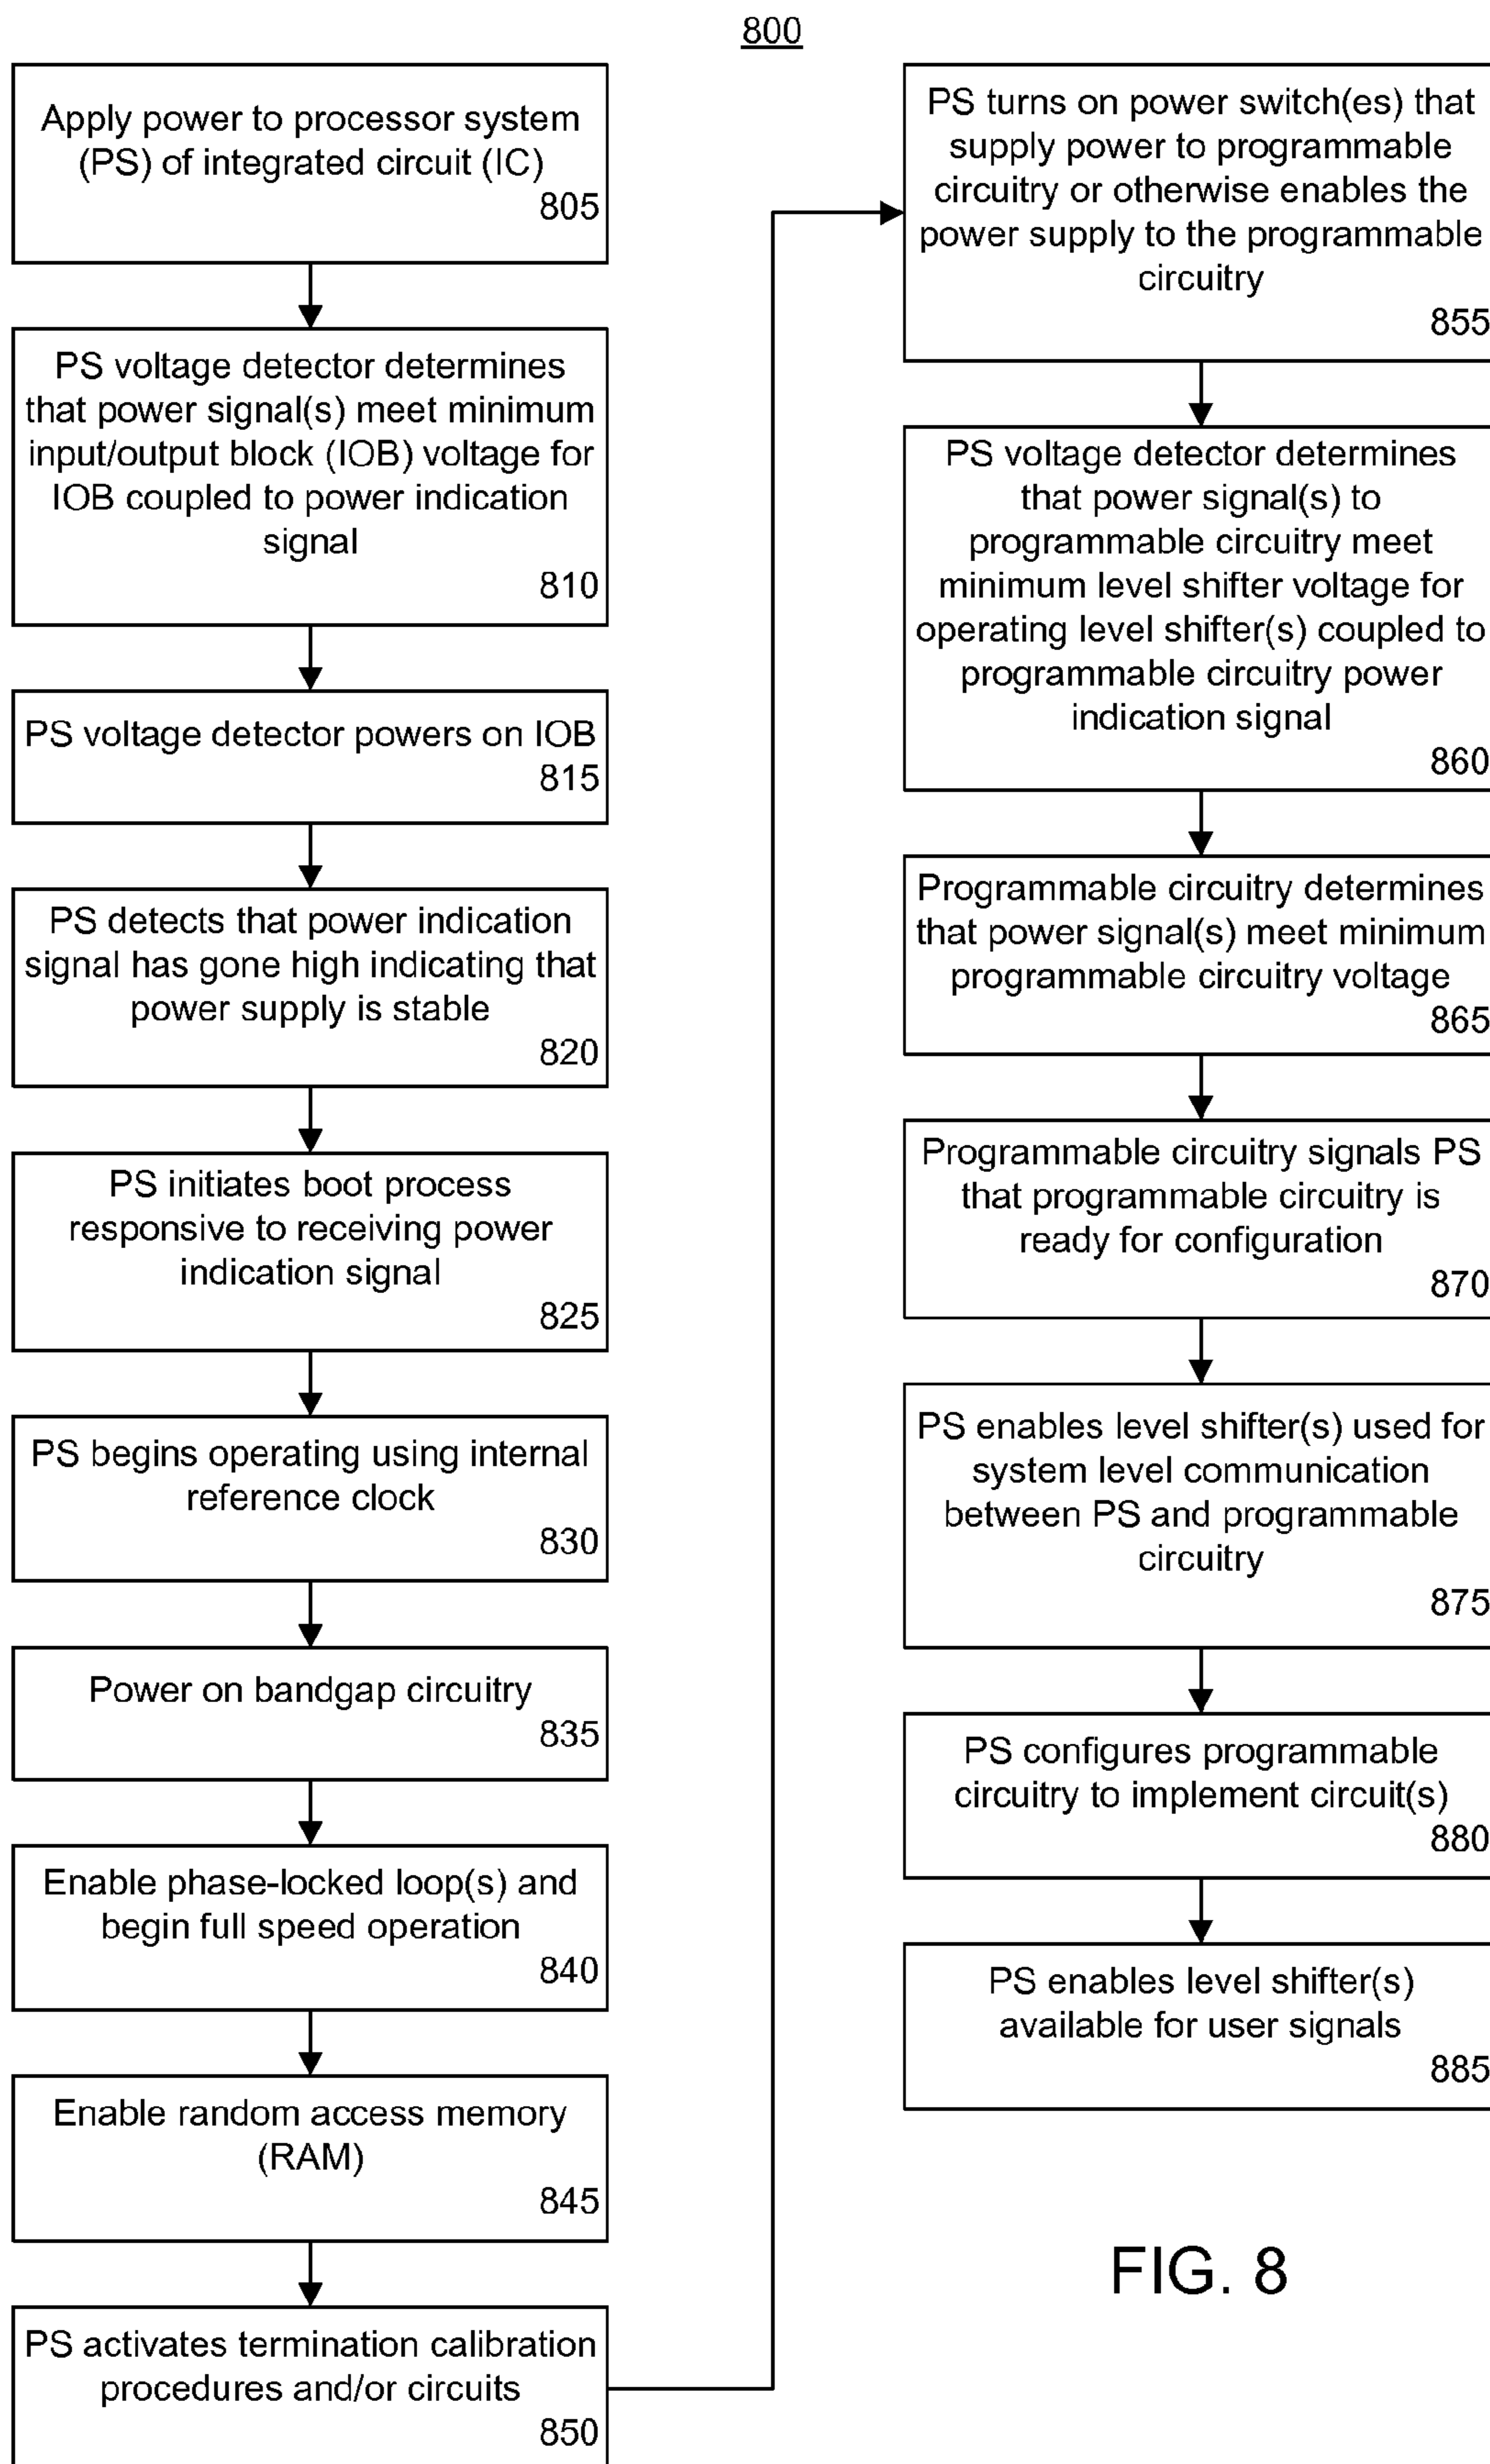 800
Apply power to processor system
(PS) of integrated circuit (IC)
805
PS voltage detector determines
that power signal(s) meet minimum
input/output block (IOB) voltage for
IOB coupled to power indication
signal
810
PS voltage detector powers on IOB
815
PS detects that power indication
signal has gone high indicating that
power supply is stable
820
PS initiates boot process
responsive to receiving power
indication signal
825
PS begins operating using internal
reference clock
830
Power on bandgap circuitry
835
Enable phase-locked loop(s) and
begin full speed operation
840
Enable random access memory
(RAM)
845
PS activates termination calibration
procedures and/or circuits
850
PS turns on power switch(es) that
supply power to programmable
circuitry or otherwise enables the
power supply to the programmable
circuitry
855
PS voltage detector determines
that power signal(s) to
programmable circuitry meet
minimum level shifter voltage for
operating level shifter(s) coupled to
programmable circuitry power
indication signal
860
Programmable circuitry determines
that power signal(s) meet minimum
programmable circuitry voltage
865
Programmable circuitry signals PS
that programmable circuitry is
ready for configuration
870
PS enables level shifter(s) used for
system level communication
between PS and programmable
circuitry
875
PS configures programmable
circuitry to implement circuit(s)
880
PS enables level shifter(s)
available for user signals
885
FIG. 8